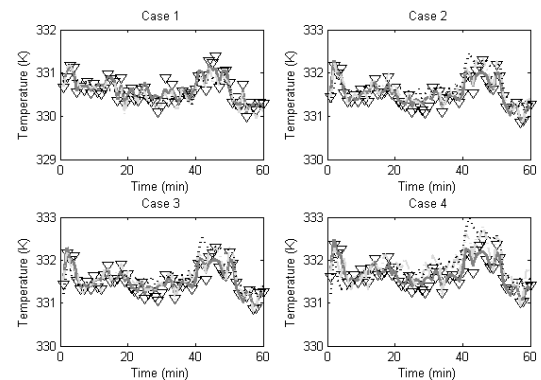 Case 1
332
331
330
329
Temperature (K)
0
20
40
60
Time (min)
Case 2
333
332
331
330
Temperature (K)
0
20
40
60
Time (min)
Case 3
333
332
331
330
Temperature (K)
0
20
40
60
Time (min)
Case 4
333
332
331
330
Temperature (K)
0
20
40
60
Time (min)